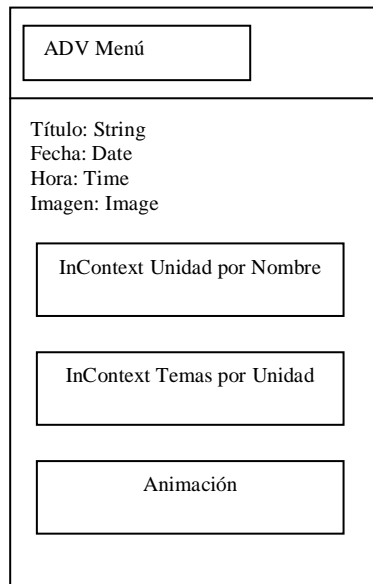 ADV Menú
Título: String
Fecha: Date
Hora: Time
Imagen: Image
InContext Unidad por Nombre
InContext Temas por Unidad
Animación